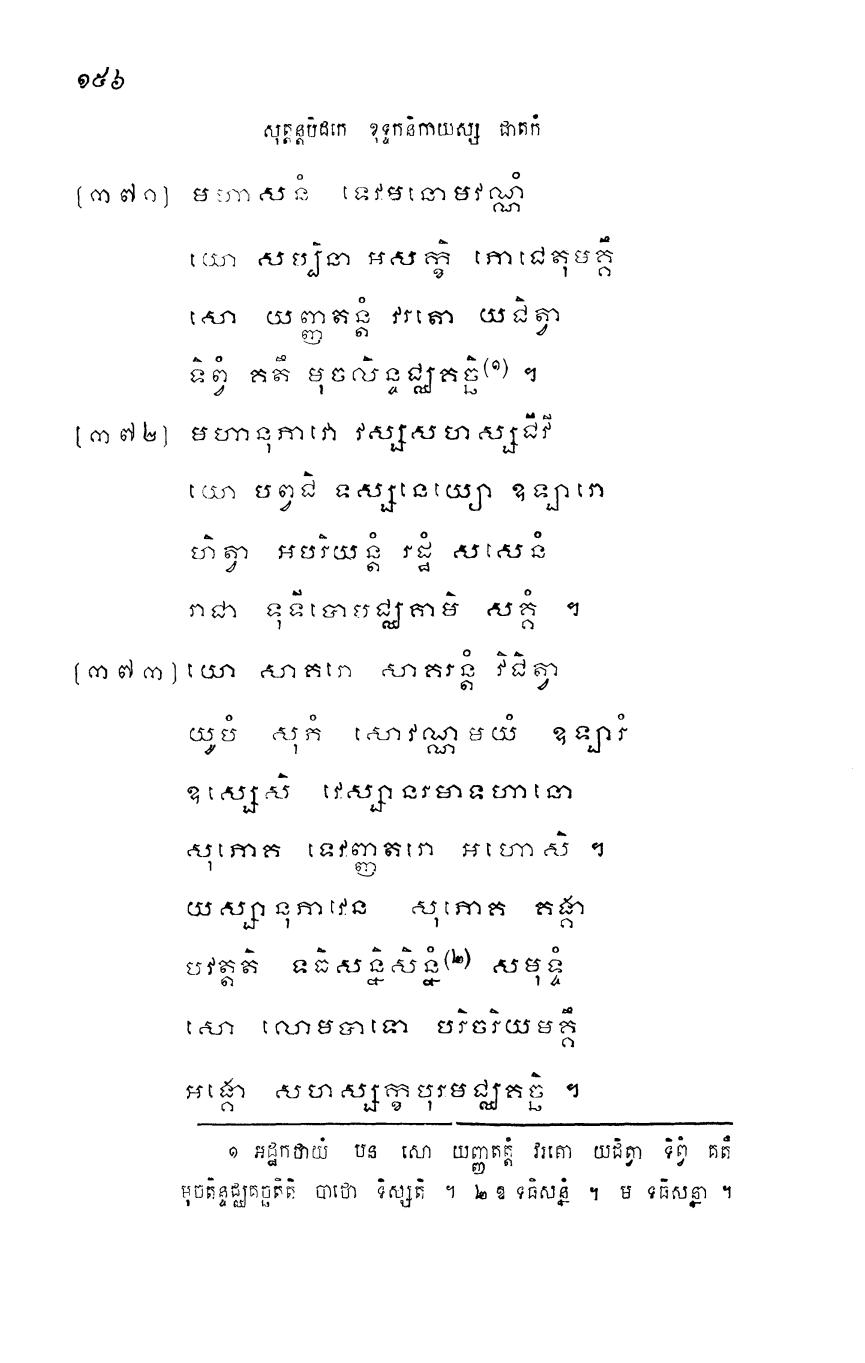 ១៥៦
សុត្តន្តបិដកេ ខុទ្ទកនិកាយស្ស ជាតកំ
[៣៧១] មហាសនំ ទេវមនោមវណ្ណំ
យោ សប្បិនា អសក្ខិ ភោជេតុមគ្គឹ
សោ យញ្ញតន្តំ វរតោ យជិត្វា
ទិព្វំ គតឹ មុចលិន្ទជ្ឈគច្ឆិ(១) ។
[៣៧២] មហានុភាវោ វស្សសហស្សជីវី
យោ បព្វជិ ទស្សនេយ្យោ ឧឡារោ
ហិត្វា អបរិយន្តំ រដ្ឋំ សសេនំ
រាជា ទុទីបោបជ្ឈគាមិ សគ្គំ ។
[៣៧៣] យោ សាគរេ សាគរន្តំ វិជិត្វា
យូបំ សុភំ សោវណ្ណមយំ ឧឡារំ
ឧស្សេសិ វេស្សានរមាទហានោ
សុភោគ ទេវញ្ញតរោ អហោសិ ។
យស្សានុភាវេន សុភោគ គង្គា
បវត្តតិ ទធិសន្និសិន្នំ(២) សមុទ្ទំ
សោ លោមបាទោ បរិចរិយមគ្គឹ
អង្គោ សហស្សក្ខបុរមជ្ឈគច្ឆិ ។
១ អដ្ឋកថាយំ បន សោ យញ្ញតត្តំ វរតោ យជិត្វា ទិព្វំ គតឹ
មុចតិន្ទជ្ឈគច្ឆតីតិ បាថោ ទិស្សតិ ។ ២ ឧ ទធិសន្នំ ។ ម ទធិសន្នា ។